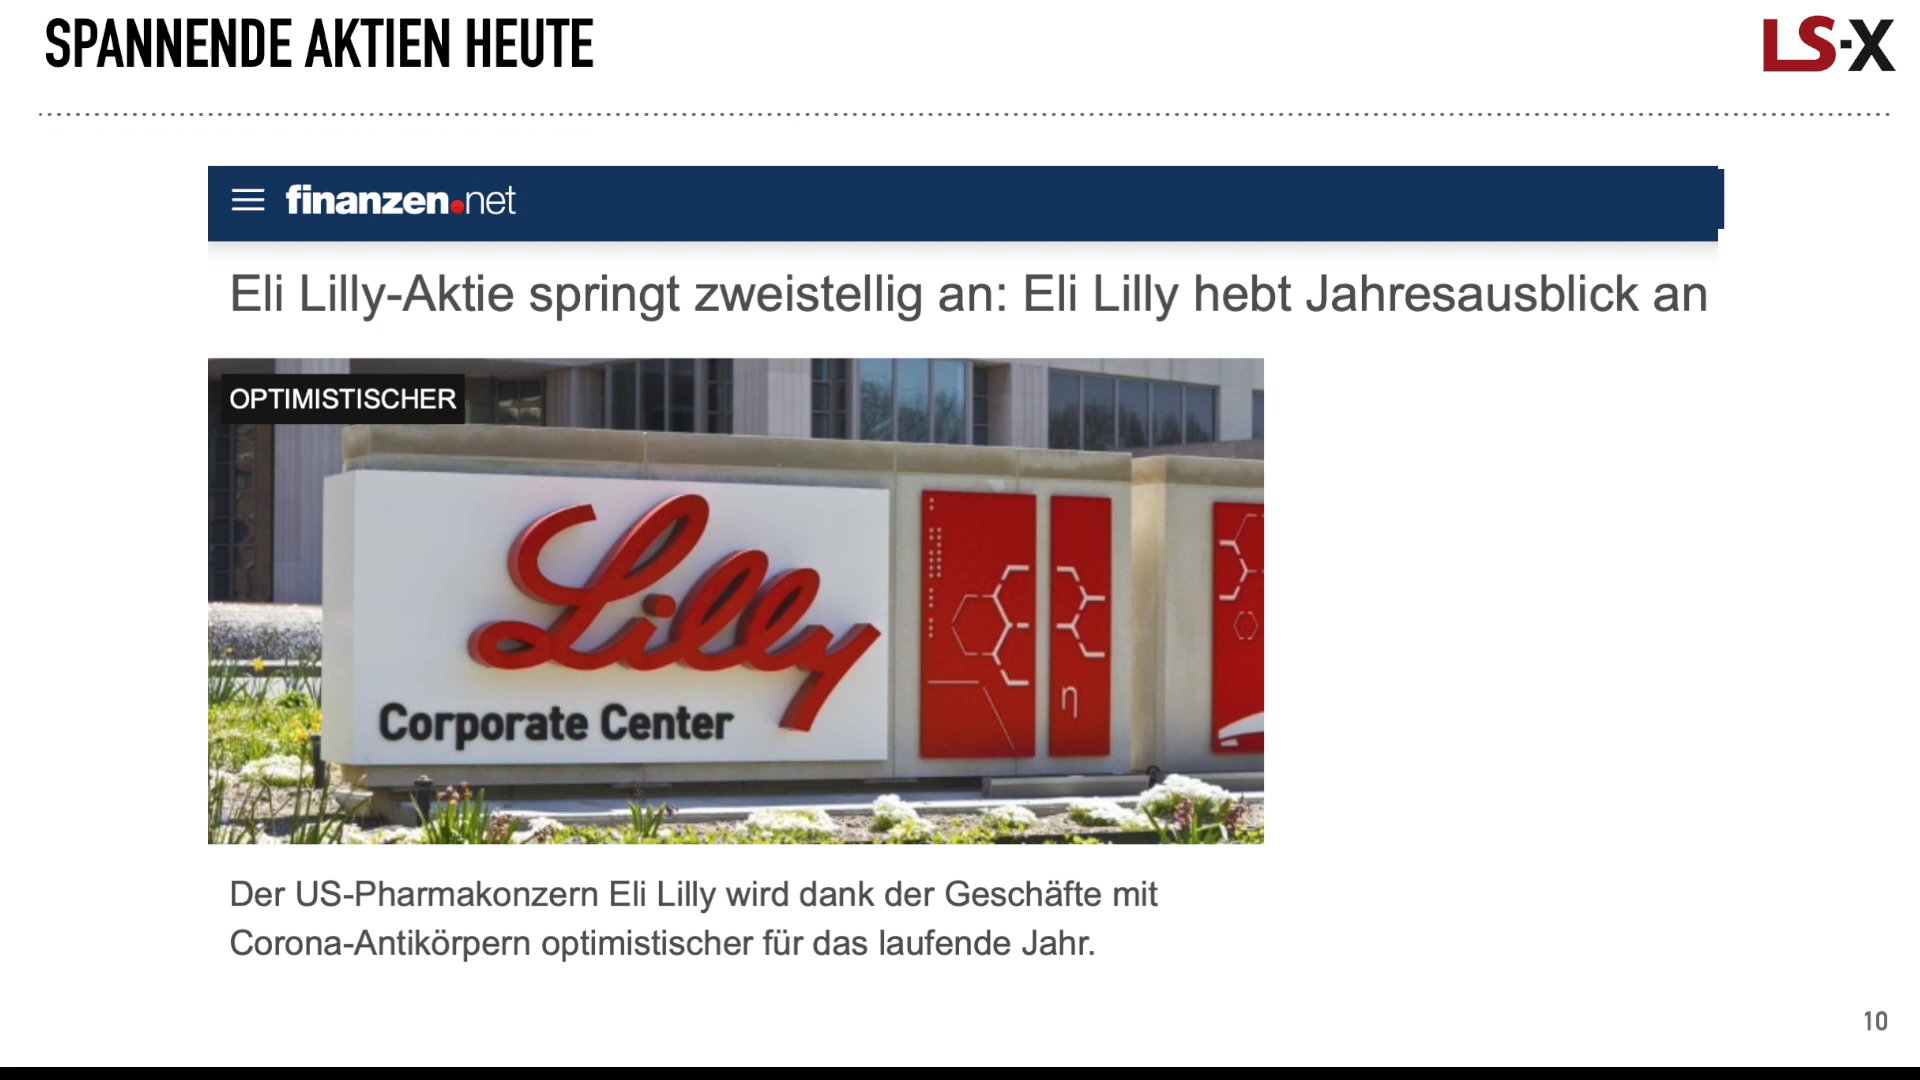 SPANNENDE AKTIEN HEUTE
LS-X
finanzen.net
Eli Lilly-Aktie springt zweistellig an: Eli Lilly hebt Jahresausblick an
OPTIMISTISCHER
Lilly
Corporate Center
n
Der US-Pharmakonzern Eli Lilly wird dank der Geschäfte mit
Corona-Antikörpern optimistischer für das laufende Jahr.
10